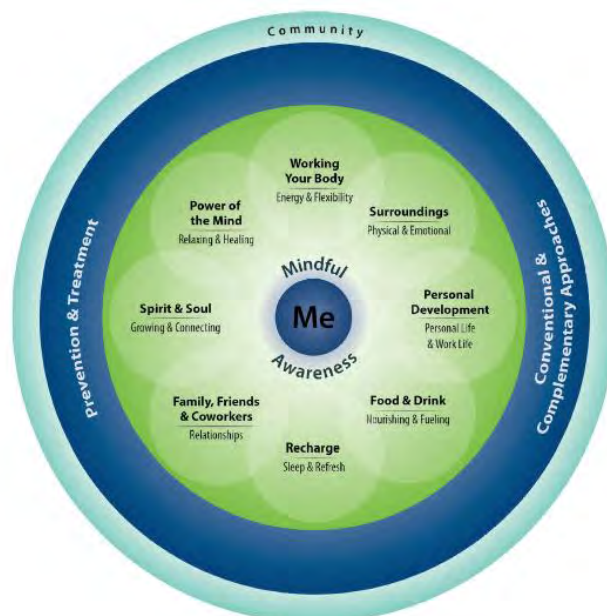 Community
Prevention & Treatment
Conventional &
Complementary Approaches
Working
Your Body
Energy & Flexibility
Surroundings
Physical & Emotional
Personal
Development
Personal Life
& Work Life
Food & Drink
Nourishing & Fueling
Recharge
Sleep & Refresh
Family, Friends
& Coworkers
Relationships
Spirit & Soul
Growing & Connecting
Power of
the Mind
Relaxing & Healing
Mindful
Me
Awareness